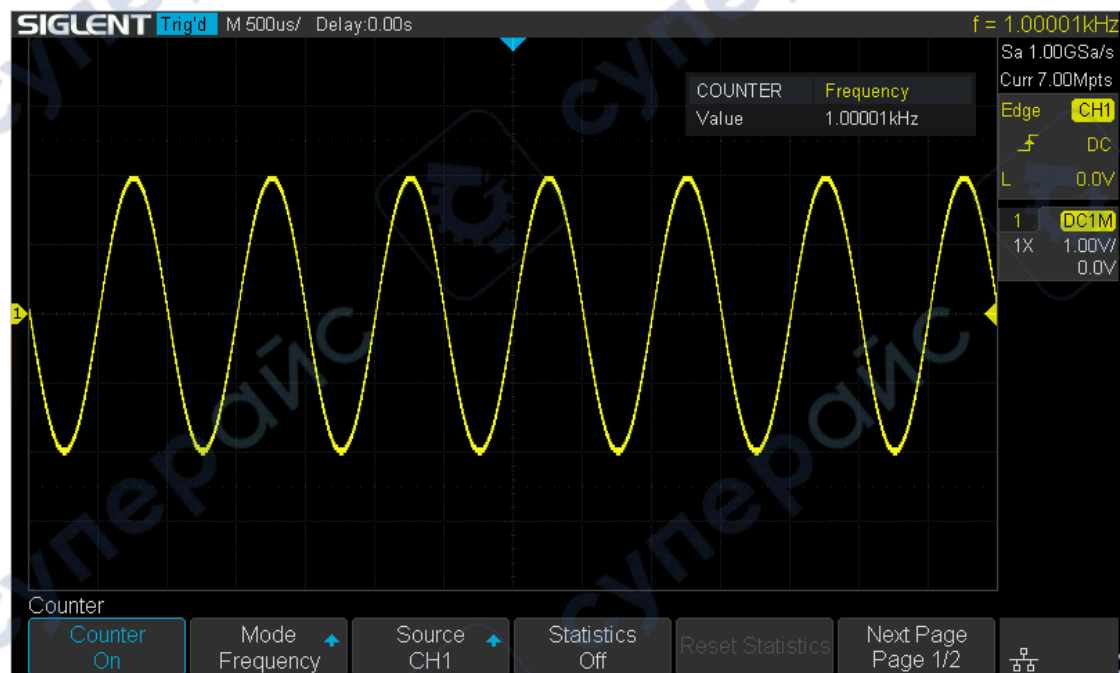 SIGLENT Trig'd M 500us/ Delay:0.00s f = 1.00001kHz
Sa 1.00GSa/s
Curr 7.00Mpts
COUNTER Frequency
Value 1.00001kHz
Edge CH1
DC
L 0.0V
1 DC1M
1X 1.00V/
0.0V
1
Counter
Counter
On
Mode
Frequency
Source
CH1
Statistics
Off
Reset Statistics
Next Page
Page 1/2
суперайс